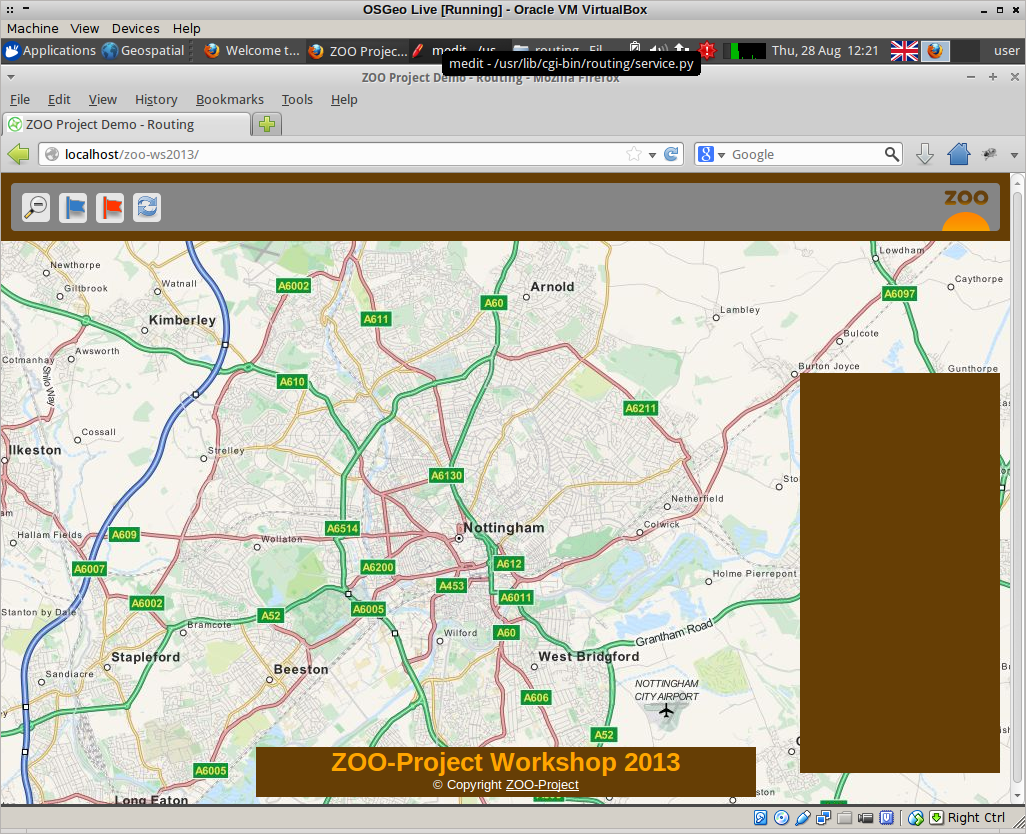 OSGeo Live [Running] - Oracle VM VirtualBox
Machine View Devices Help
Applications Geospatial Welcome t... ZOO Projec... Thu, 28 Aug 12:21 user
medit - /usr/lib/cgi-bin/routing/service.py
ZOO Project Demo - Routing - Mozilla Firefox
File Edit View History Bookmarks Tools Help
ZOO Project Demo - Routing
localhost/zoo-ws2013/ Google
ZOO
Newthorpe
Lowdham
Giltbrook
Watnall
A6002
Arnold
Caythorpe
A6097
A60
Kimberley
A611
Lambley
Bulcote
Awsworth
Cotmanhay
Burton Joyce
Gunthorpe
Shilo Way
A610
A6211
Cossall
Ilkeston
Strelley
A6130
Netherfield
Nottingham
Colwick
A6514
A609
Hallam Fields
Wollaton
A6007
A6200
A612
Holme Pierrepont
A453
A6011
A6002
A6005
Stanton by Dale
A52
Bramcote
Wilford
A60
Grantham Road
Stapleford
West Bridgford
Beeston
Sandiacre
NOTTINGHAM
CITY AIRPORT
A606
A52
A6005
ZOO-Project Workshop 2013
© Copyright ZOO-Project
Long Eaton
Right Ctrl